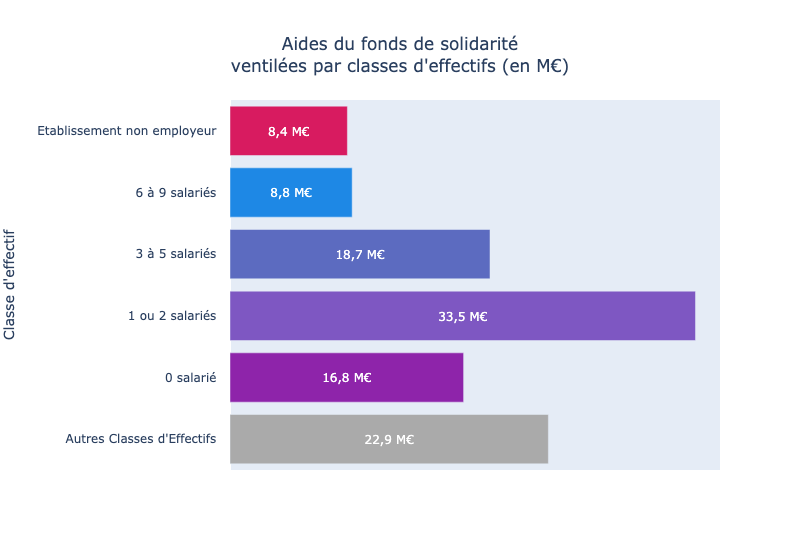 Aides du fonds de solidarité
ventilées par classes d'effectifs (en M€)
Classe d'effectif
Etablissement non employeur
8,4 M€
6 à 9 salariés
8,8 M€
3 à 5 salariés
18,7 M€
1 ou 2 salariés
33,5 M€
0 salarié
16,8 M€
Autres Classes d'Effectifs
22,9 M€